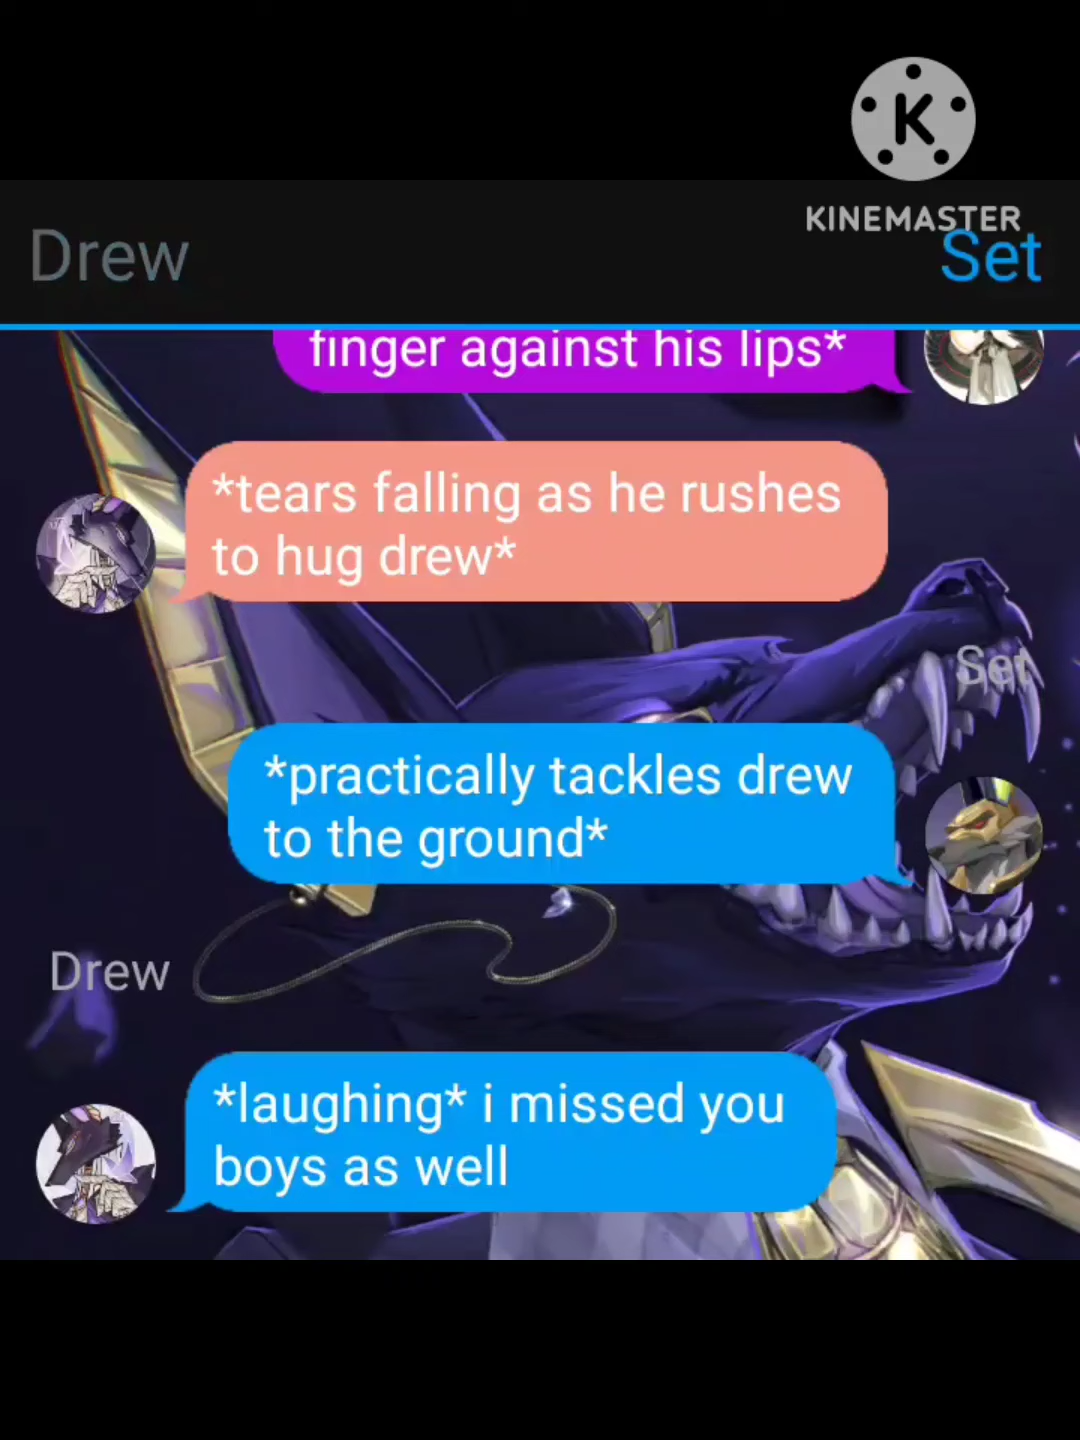 KINEMASTER
Drew
Set
finger against his lips*
*tears falling as he rushes
to hug drew*
Set
*practically tackles drew
to the ground*
Drew
*laughing* i missed you
boys as well